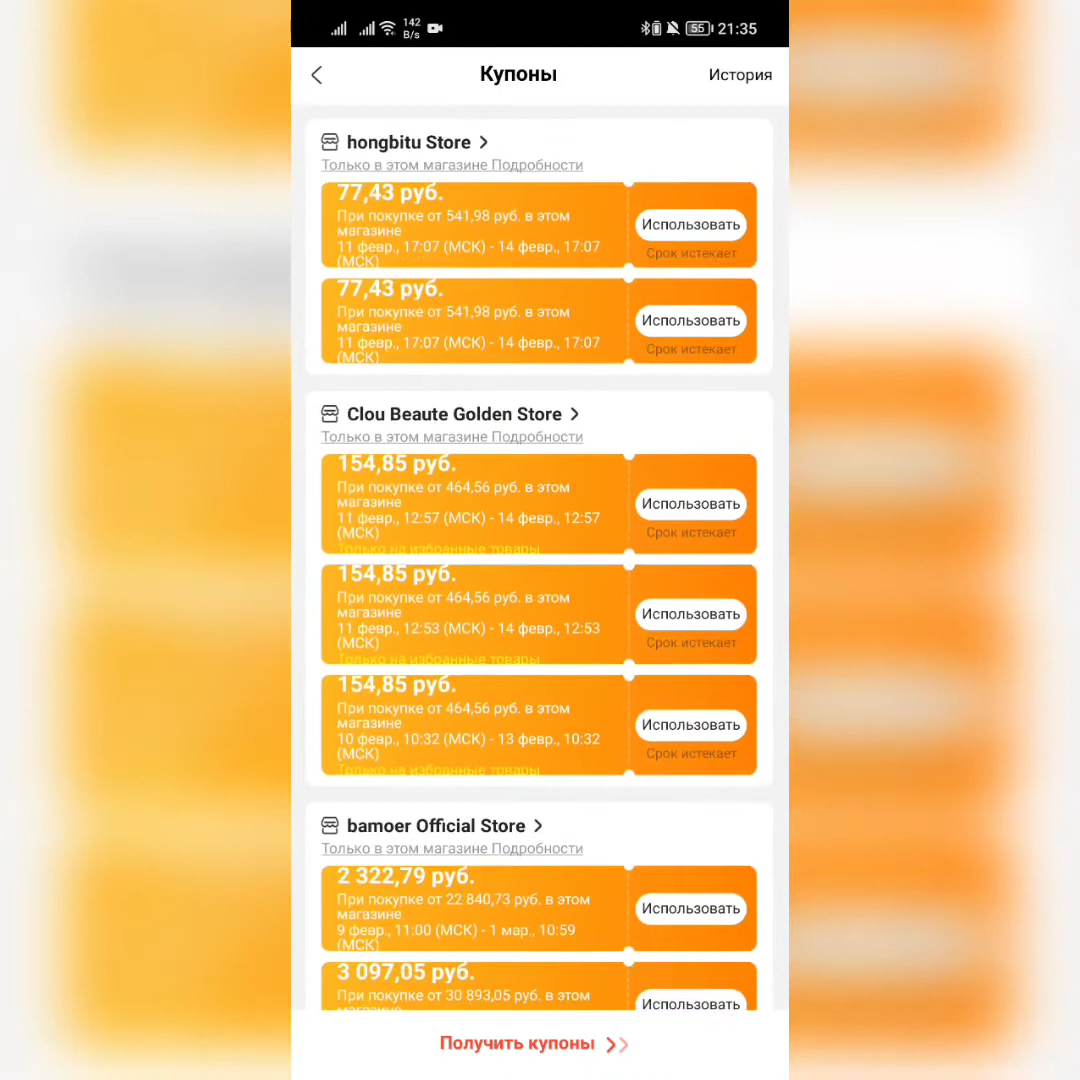 142
B/s
55
21:35
Купоны
История
hongbitu Store
Только в этом магазине Подробности
77,43 руб.
При покупке от 541,98 руб. в этом
магазине
11 февр., 17:07 (МСК) - 14 февр., 17:07
(МСК)
Использовать
Срок истекает
77,43 руб.
При покупке от 541,98 руб. в этом
магазине
11 февр., 17:07 (МСК) - 14 февр., 17:07
(МСК)
Использовать
Срок истекает
Clou Beaute Golden Store
Только в этом магазине Подробности
154,85 руб.
При покупке от 464,56 руб. в этом
магазине
11 февр., 12:57 (МСК) - 14 февр., 12:57
(МСК)
Только на избранные товары
Использовать
Срок истекает
154,85 руб.
При покупке от 464,56 руб. в этом
магазине
11 февр., 12:53 (МСК) - 14 февр., 12:53
(МСК)
Только на избранные товары
Использовать
Срок истекает
154,85 руб.
При покупке от 464,56 руб. в этом
магазине
10 февр., 10:32 (МСК) - 13 февр., 10:32
(МСК)
Только на избранные товары
Использовать
Срок истекает
bamoer Official Store
Только в этом магазине Подробности
2 322,79 руб.
При покупке от 22 840,73 руб. в этом
магазине
9 февр., 11:00 (МСК) - 1 мар., 10:59
(МСК)
Использовать
3 097,05 руб.
При покупке от 30 893,05 руб. в этом
магазине
Использовать
Получить купоны